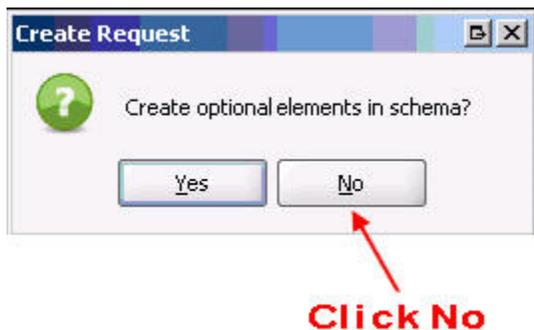 Create Request
?
Create optional elements in schema?
Yes No
Click No